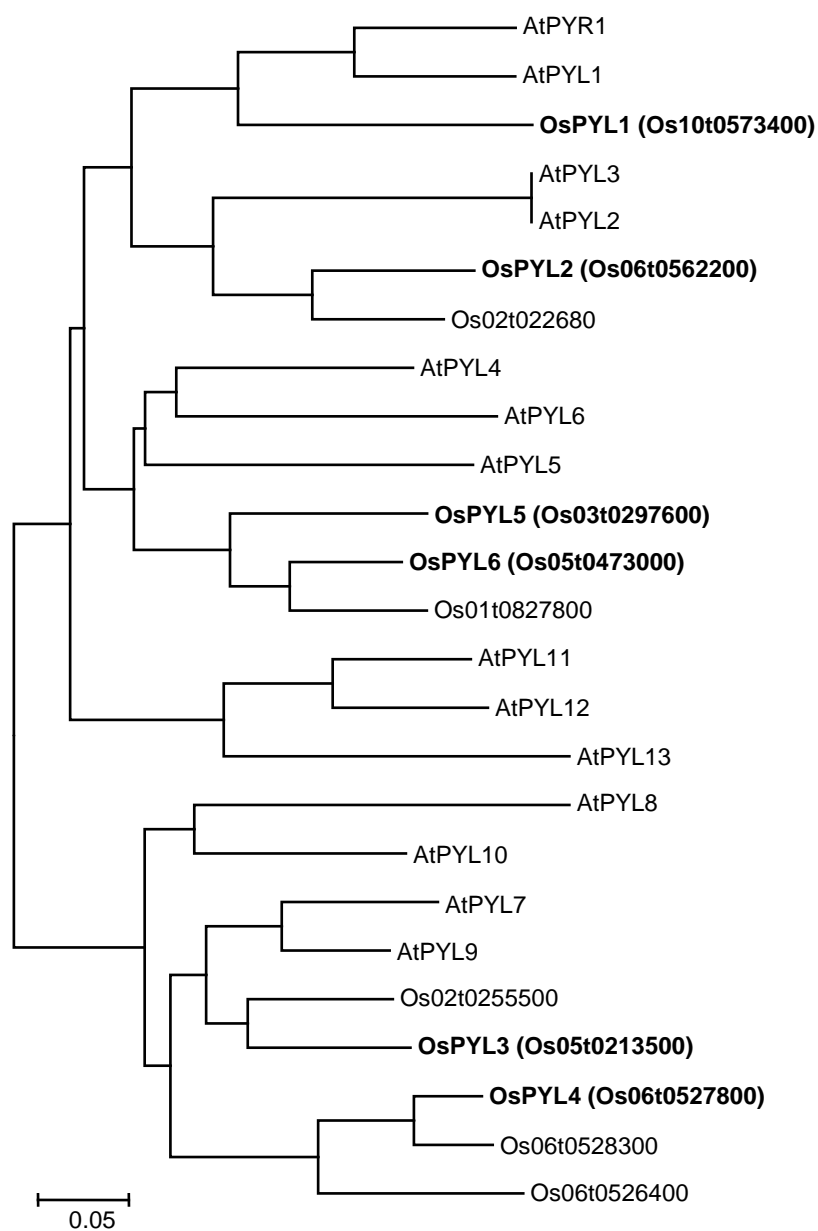 AtPYR1
AtPYL1
OsPYL1 (Os10t0573400)
AtPYL3
AtPYL2
OsPYL2 (Os06t0562200)
Os02t022680
AtPYL4
AtPYL6
AtPYL5
OsPYL5 (Os03t0297600)
OsPYL6 (Os05t0473000)
Os01t0827800
AtPYL11
AtPYL12
AtPYL13
AtPYL8
AtPYL10
AtPYL7
AtPYL9
Os02t0255500
OsPYL3 (Os05t0213500)
OsPYL4 (Os06t0527800)
Os06t0528300
Os06t0526400
0.05